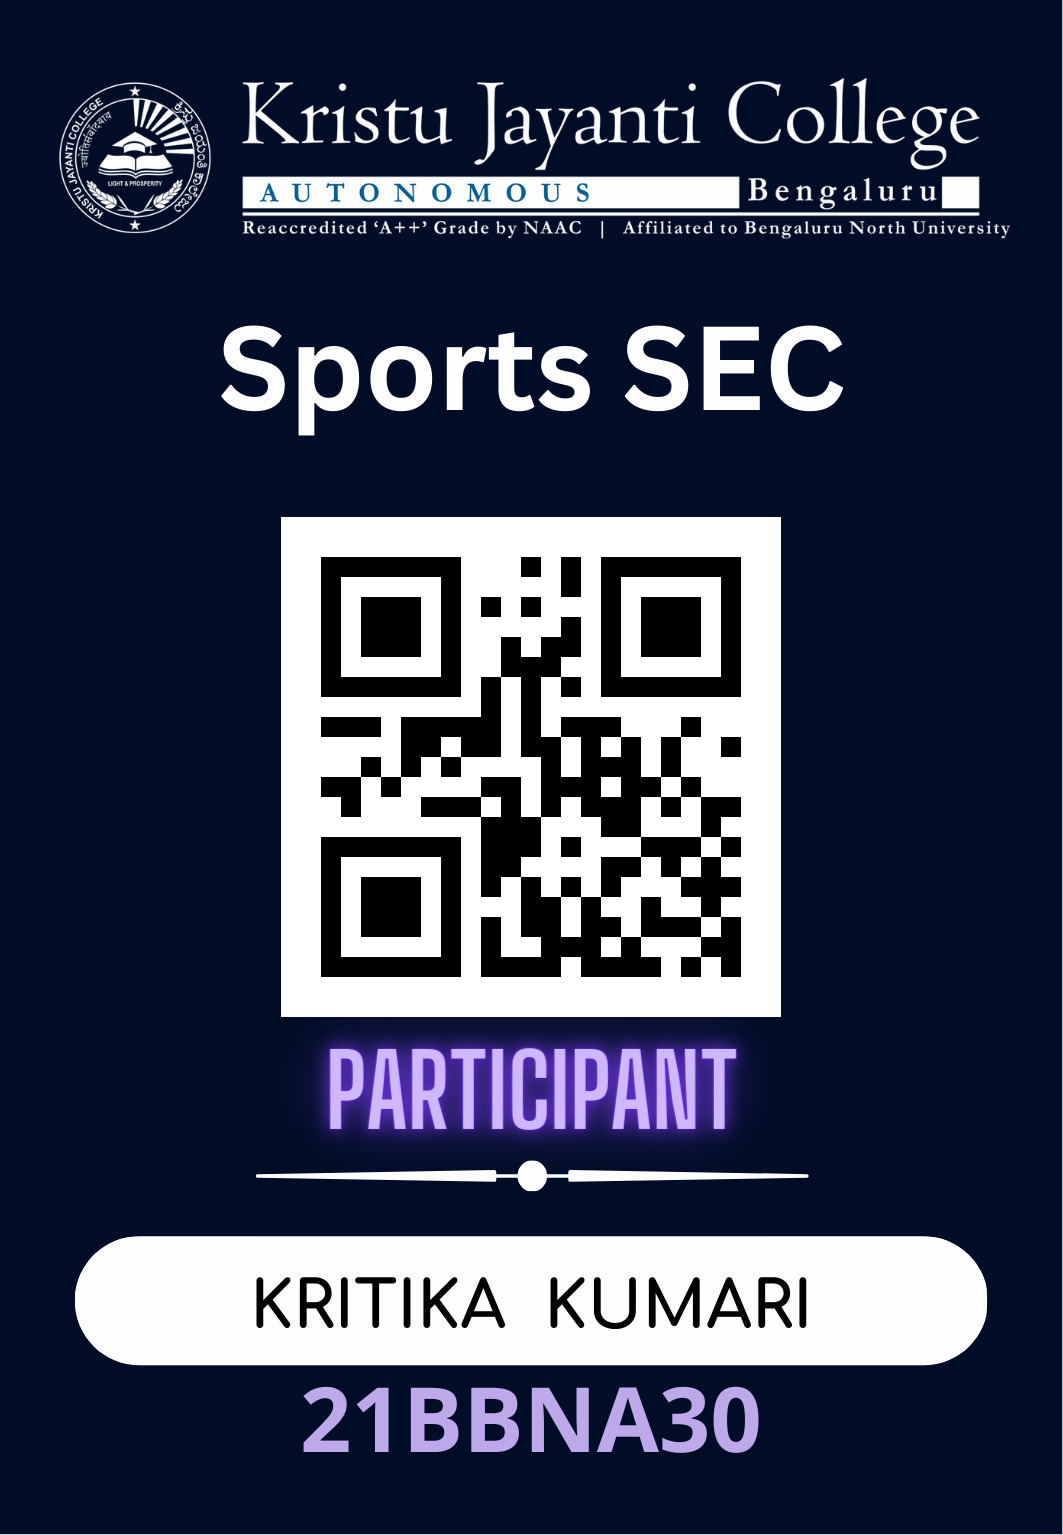 KRISTU JAYANTI COLLEGE
ಕ್ರಿಸ್ತು ಜಯಂತಿ ಕಾಲೇಜು
LIGHT & PROSPERITY
Kristu Jayanti College
AUTONOMOUS Bengaluru
Reaccredited ‘A++’ Grade by NAAC | Affiliated to Bengaluru North University
Sports SEC
PARTICIPANT
KRITIKA KUMARI
21BBNA30